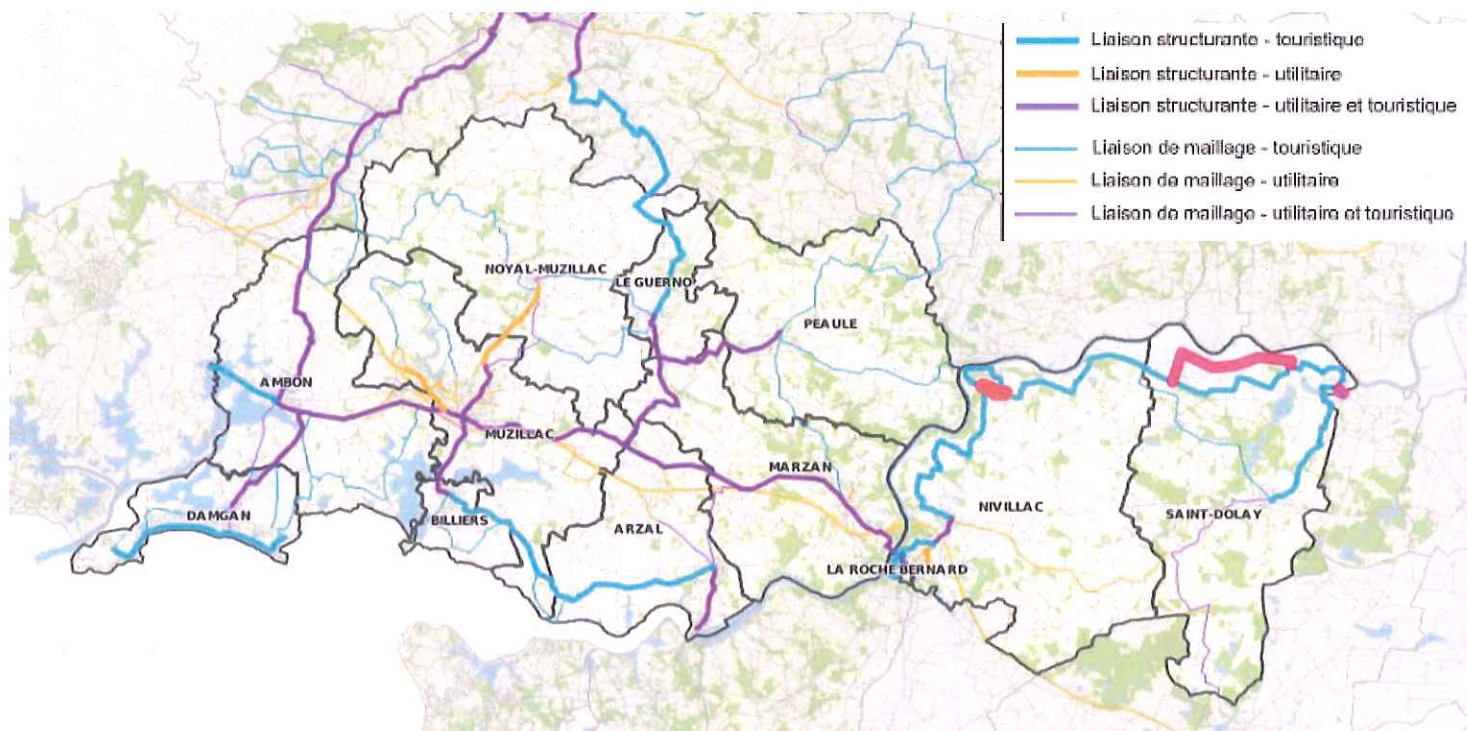 Liaison structurante - touristique
Liaison structurante - utilitaire
Liaison structurante - utilitaire et touristique
Liaison de maillage - touristique
Liaison de maillage - utilitaire
Liaison de maillage - utilitaire et touristique
NOYAL-MUZILLAC
LE GUERNO
PEAULE
AMBON
MUZILLAC
MARZAN
NIVILLAC
DAMGAN
BILLIERS
ARZAL
SAINT-DOLAY
LA ROCHE BERNARD